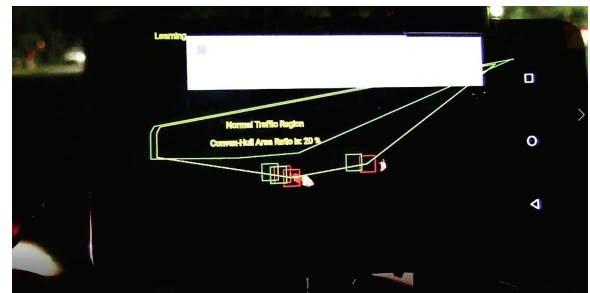 Learning
Normal Traffic Region
Convex-Hull Area Ratio is: 20 %